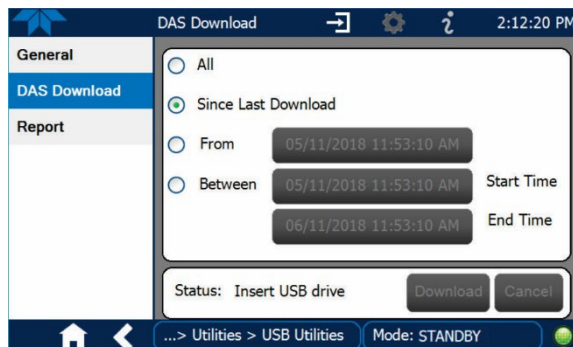 DAS Download
2:12:20 PM
General
DAS Download
Report
All
Since Last Download
From
05/11/2018 11:53:10 AM
Between
05/11/2018 11:53:10 AM
Start Time
06/11/2018 11:53:10 AM
End Time
Status: Insert USB drive
Download
Cancel
...> Utilities > USB Utilities
Mode: STANDBY